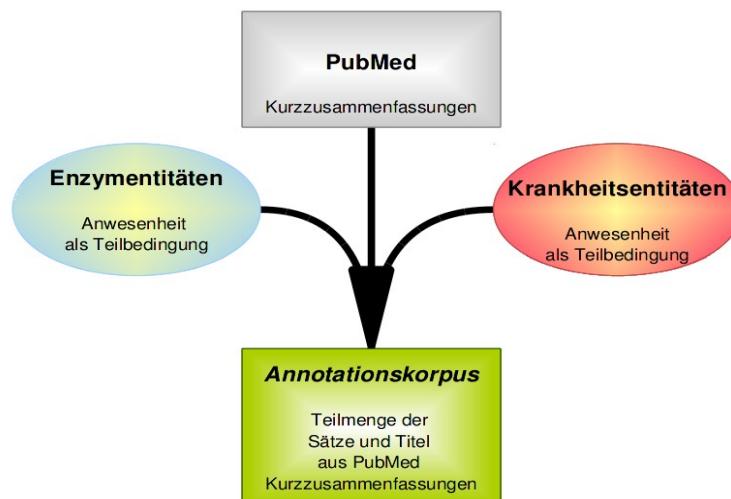 PubMed
Kurzzusammenfassungen
Enzymentitäten
Anwesenheit
als Teilbedingung
Krankheitsentitäten
Anwesenheit
als Teilbedingung
Annotationskorpus
Teilmenge der
Sätze und Titel
aus PubMed
Kurzzusammenfassungen